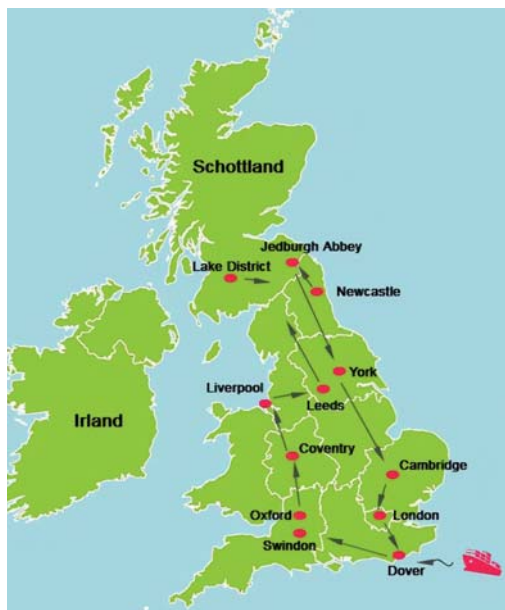 Schottland
Jedburgh Abbey
Lake District
Newcastle
York
Liverpool
Leeds
Irland
Coventry
Cambridge
Oxford
London
Swindon
Dover